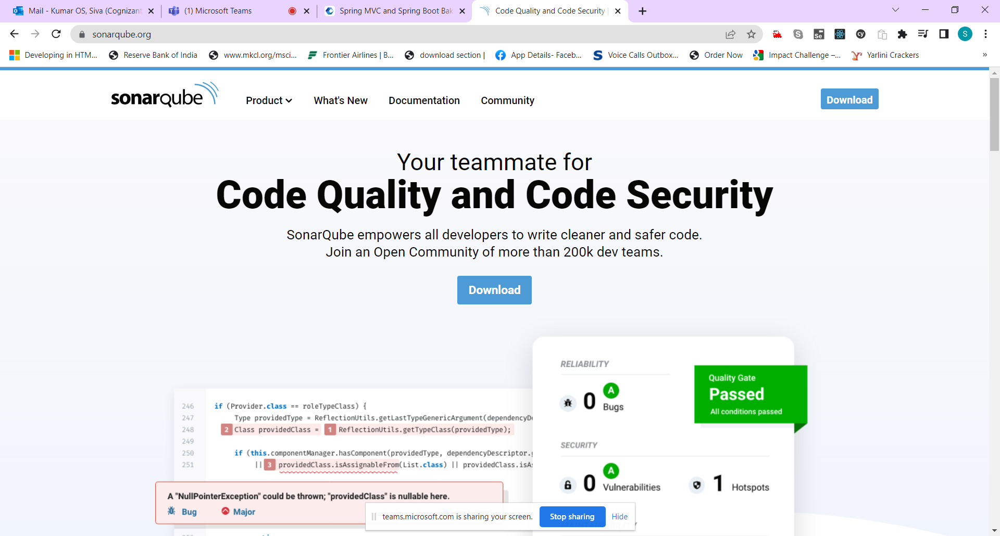 Mail - Kumar OS, Siva (Cognizant
(1) Microsoft Teams
Spring MVC and Spring Boot Bak
Code Quality and Code Security |
sonarqube.org
Se
cy
S
Developing in HTM...
Reserve Bank of India
www.mkcl.org/msci...
Frontier Airlines | B...
download section |
App Details- Faceb...
Voice Calls Outbox...
Order Now
Impact Challenge –...
Yarlini Crackers
»
sonarqube
Product
What's New
Documentation
Community
Download
Your teammate for
Code Quality and Code Security
SonarQube empowers all developers to write cleaner and safer code.
Join an Open Community of more than 200k dev teams.
Download
246 if (Provider.class == roleTypeClass) {
247 Type providedType = ReflectionUtils.getLastTypeGenericArgument(dependencyD
248 2 Class providedClass = 1 ReflectionUtils.getTypeClass(providedType);
249
250 if (this.componentManager.hasComponent(providedType, dependencyDescriptor.
251 || 3 providedClass.isAssignableFrom(List.class) || providedClass.isA
A "NullPointerException" could be thrown; "providedClass" is nullable here.
Bug
Major
RELIABILITY
0 A Bugs
Quality Gate
Passed
All conditions passed
SECURITY
0 A Vulnerabilities
1 Hotspots
teams.microsoft.com is sharing your screen.
Stop sharing
Hide